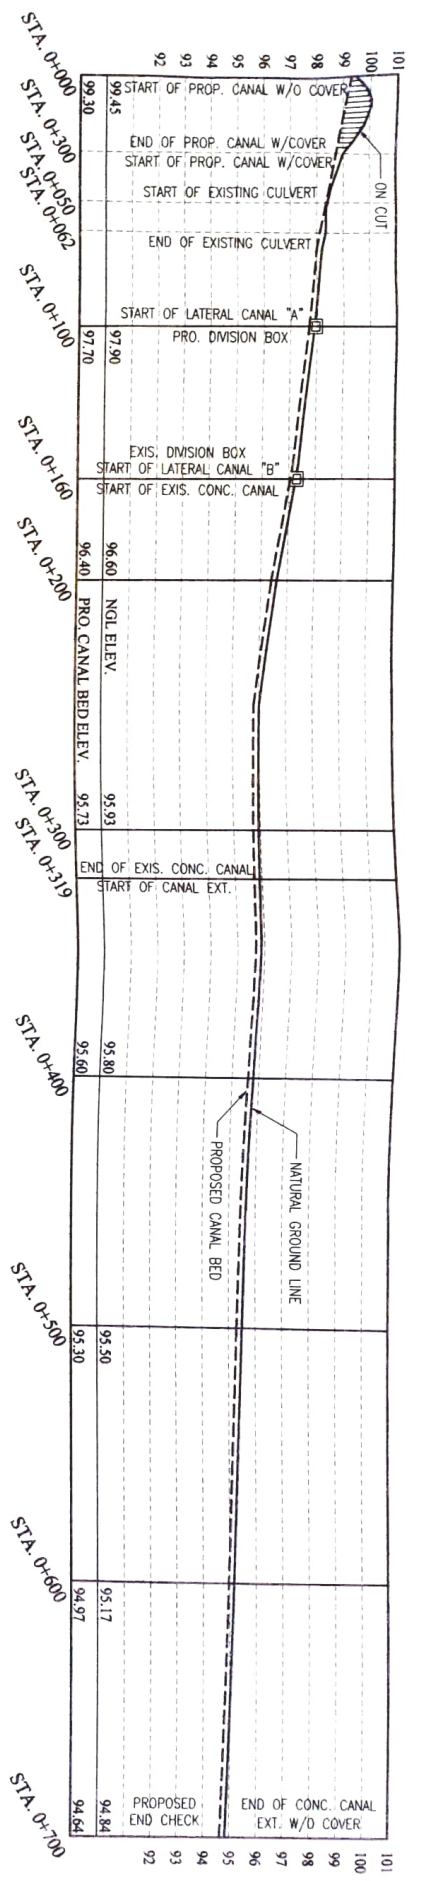 101
100
99
98
97
96
95
94
93
92
START OF PROP. CANAL W/O COVER
END OF PROP. CANAL W/COVER
START OF PROP. CANAL W/COVER
ON CUT
START OF EXISTING CULVERT
END OF EXISTING CULVERT
START OF LATERAL CANAL "A"
PRO. DIVISION BOX
EXIS. DIVISION BOX
START OF LATERAL CANAL "B"
START OF EXIS. CONC. CANAL
END OF EXIS. CONC. CANAL
START OF CANAL EXT.
NATURAL GROUND LINE
PROPOSED CANAL BED
END OF CONC. CANAL
EXT. W/O COVER
PROPOSED
END CHECK
101
100
99
98
97
96
95
94
93
92
99.45 97.90 96.60 NGL ELEV. 95.93 95.80 95.50 95.17 94.84
99.30 97.70 96.40 PRO. CANAL BED ELEV. 95.73 95.60 95.30 94.97 94.64
STA. 0+000
STA. 0+300
STA. 0+050
STA. 0+062
STA. 0+100
STA. 0+160
STA. 0+200
STA. 0+300
STA. 0+319
STA. 0+400
STA. 0+500
STA. 0+600
STA. 0+700